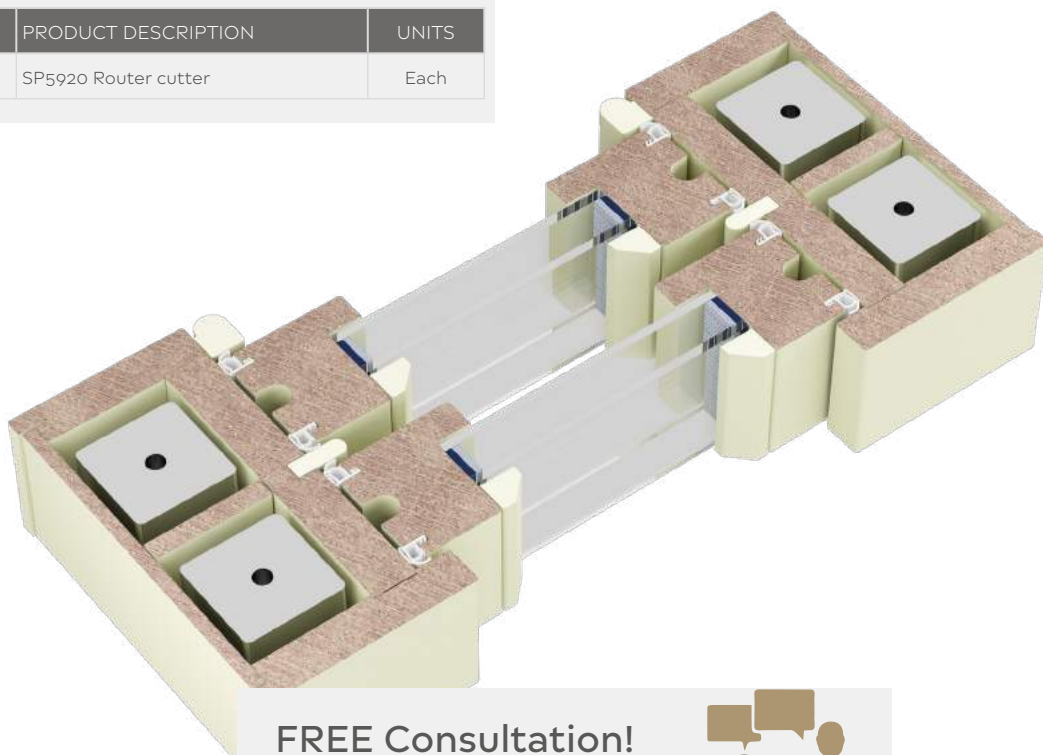 PRODUCT DESCRIPTION UNITS
SP5920 Router cutter Each
FREE Consultation!